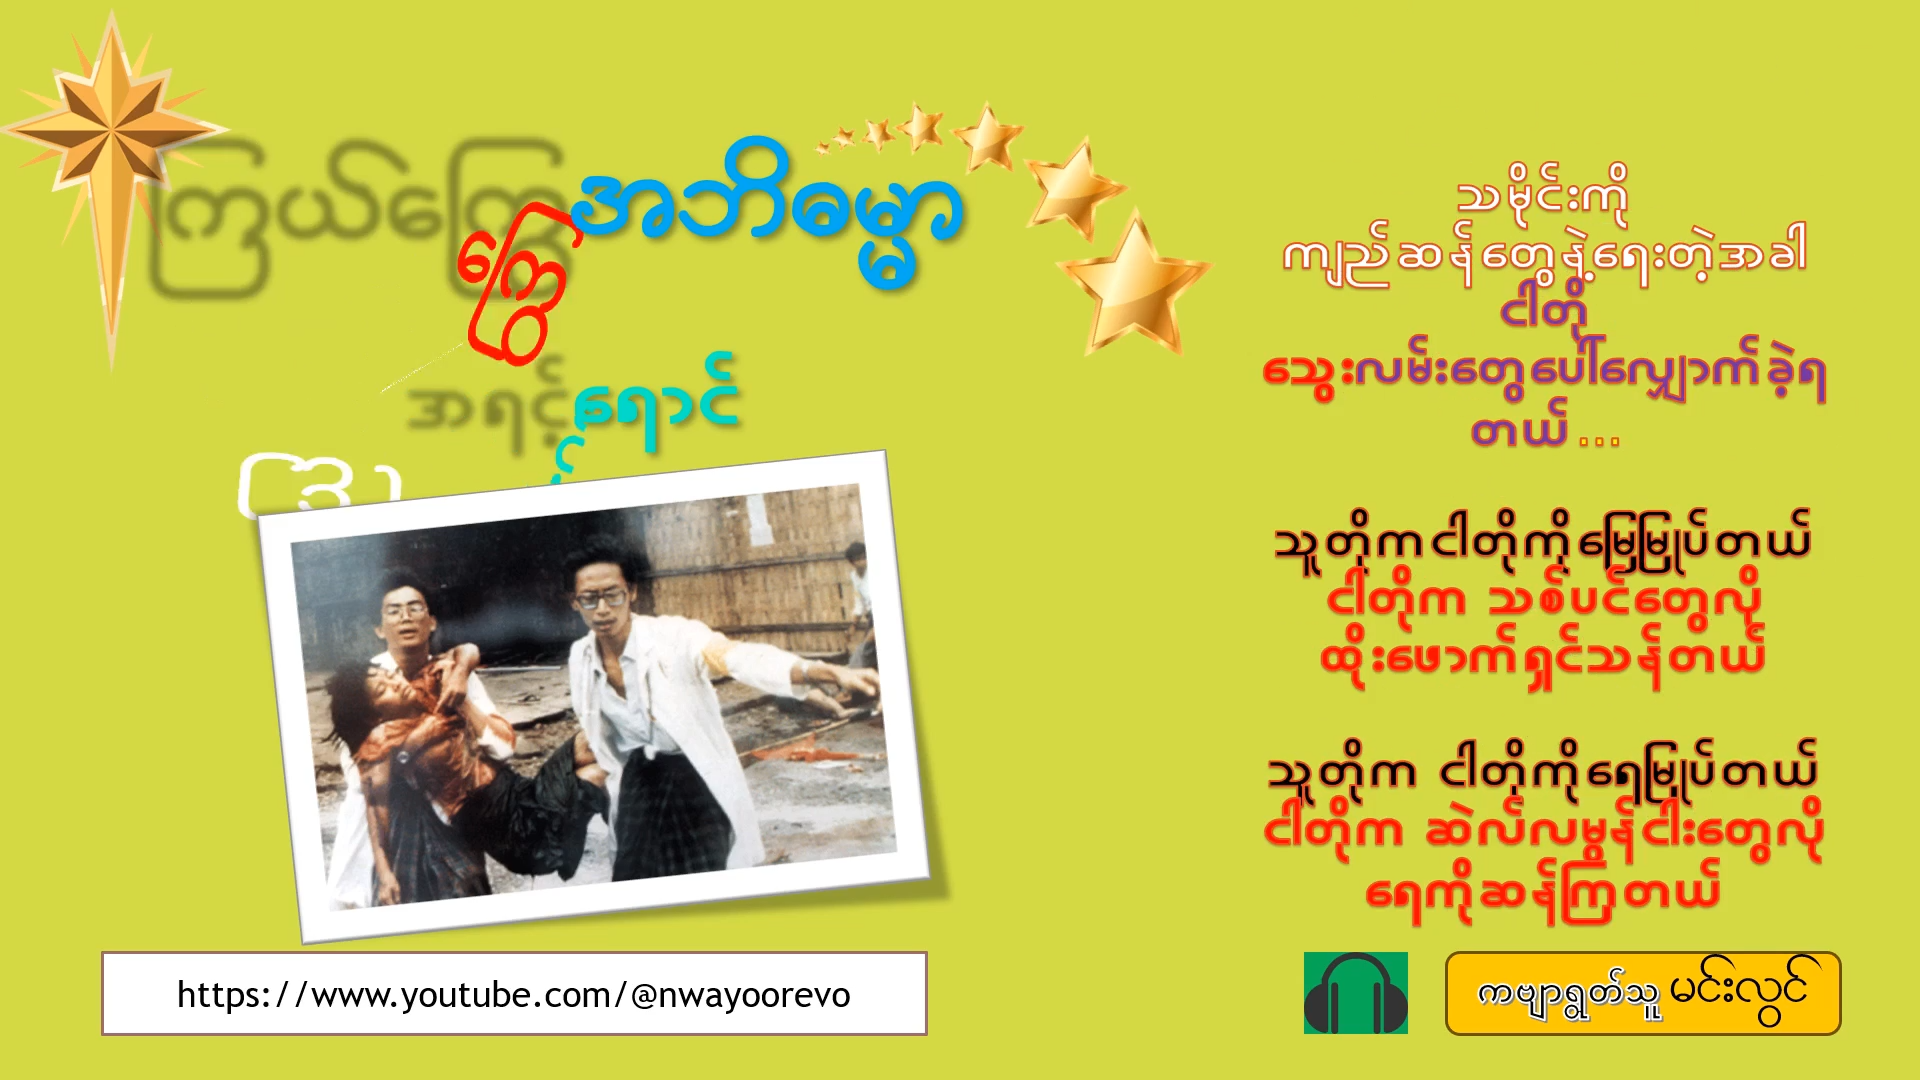 ကြယ်ကြွေ
ကြွေ
အဘိဓမ္မာ
အရင့်ရောင်
သမိုင်းကို
ကျည်ဆန်တွေနဲ့ရေးတဲ့အခါ
ငါတို့
သွေးလမ်းတွေပေါ်လျှောက်ခဲ့ရ
တယ် ...
သူတို့ကငါတို့ကိုမြေမြှုပ်တယ်
ငါတို့က သစ်ပင်တွေလို
ထိုးဖောက်ရှင်သန်တယ်
သူတို့က ငါတို့ကိုရေမြှုပ်တယ်
ငါတို့က ဆဲလ်လမွန်ငါးတွေလို
ရေကိုဆန်ကြတယ်
https://www.youtube.com/@nwayoorevo
ကဗျာရွတ်သူ မင်းလွင်